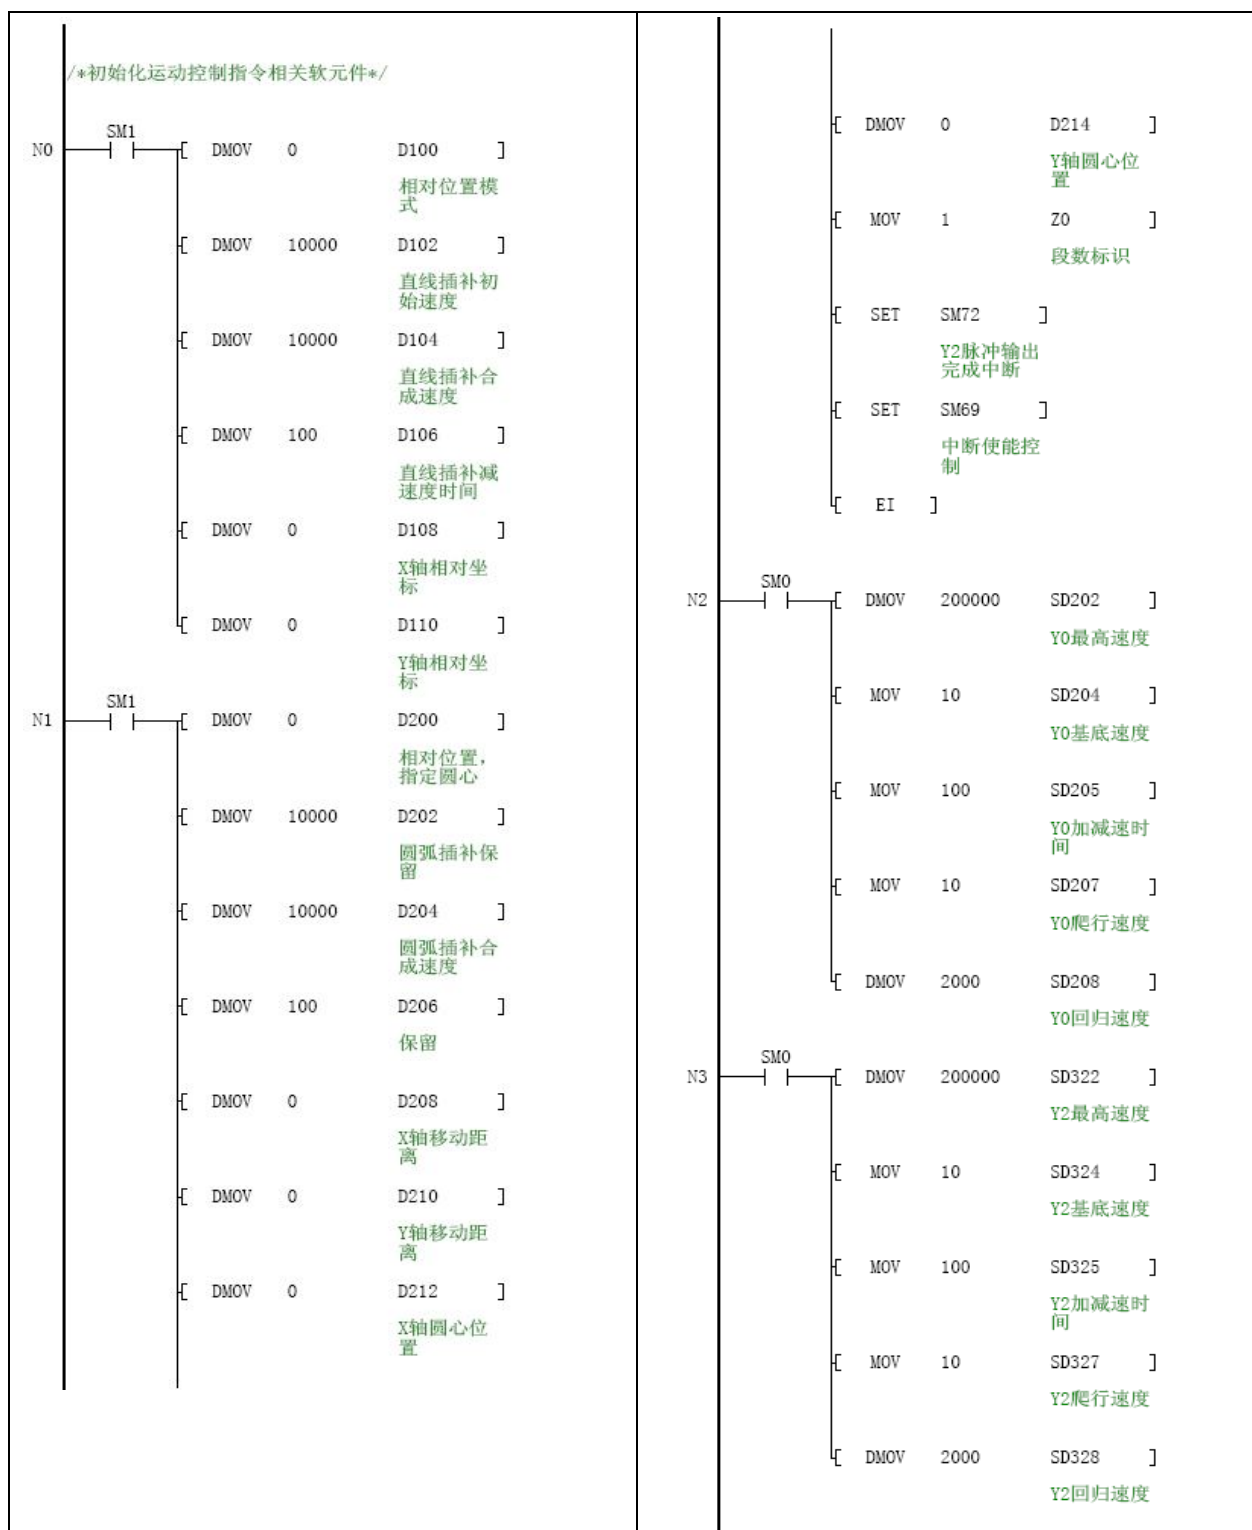 /*初始化运动控制指令相关软元件*/
SM1
N0 [ DMOV 0 D100 ]
相对位置模
式
[ DMOV 10000 D102 ]
直线插补初
始速度
[ DMOV 10000 D104 ]
直线插补合
成速度
[ DMOV 100 D106 ]
直线插补减
速度时间
[ DMOV 0 D108 ]
X轴相对坐
标
[ DMOV 0 D110 ]
Y轴相对坐
标
SM1
N1 [ DMOV 0 D200 ]
相对位置，
指定圆心
[ DMOV 10000 D202 ]
圆弧插补保
留
[ DMOV 10000 D204 ]
圆弧插补合
成速度
[ DMOV 100 D206 ]
保留
[ DMOV 0 D208 ]
X轴移动距
离
[ DMOV 0 D210 ]
Y轴移动距
离
[ DMOV 0 D212 ]
X轴圆心位
置
[ DMOV 0 D214 ]
Y轴圆心位
置
[ MOV 1 Z0 ]
段数标识
[ SET SM72 ]
Y2脉冲输出
完成中断
[ SET SM69 ]
中断使能控
制
[ EI ]
SM0
N2 [ DMOV 200000 SD202 ]
Y0最高速度
[ MOV 10 SD204 ]
Y0基底速度
[ MOV 100 SD205 ]
Y0加减速时
间
[ MOV 10 SD207 ]
Y0爬行速度
[ DMOV 2000 SD208 ]
Y0回归速度
SM0
N3 [ DMOV 200000 SD322 ]
Y2最高速度
[ MOV 10 SD324 ]
Y2基底速度
[ MOV 100 SD325 ]
Y2加减速时
间
[ MOV 10 SD327 ]
Y2爬行速度
[ DMOV 2000 SD328 ]
Y2回归速度